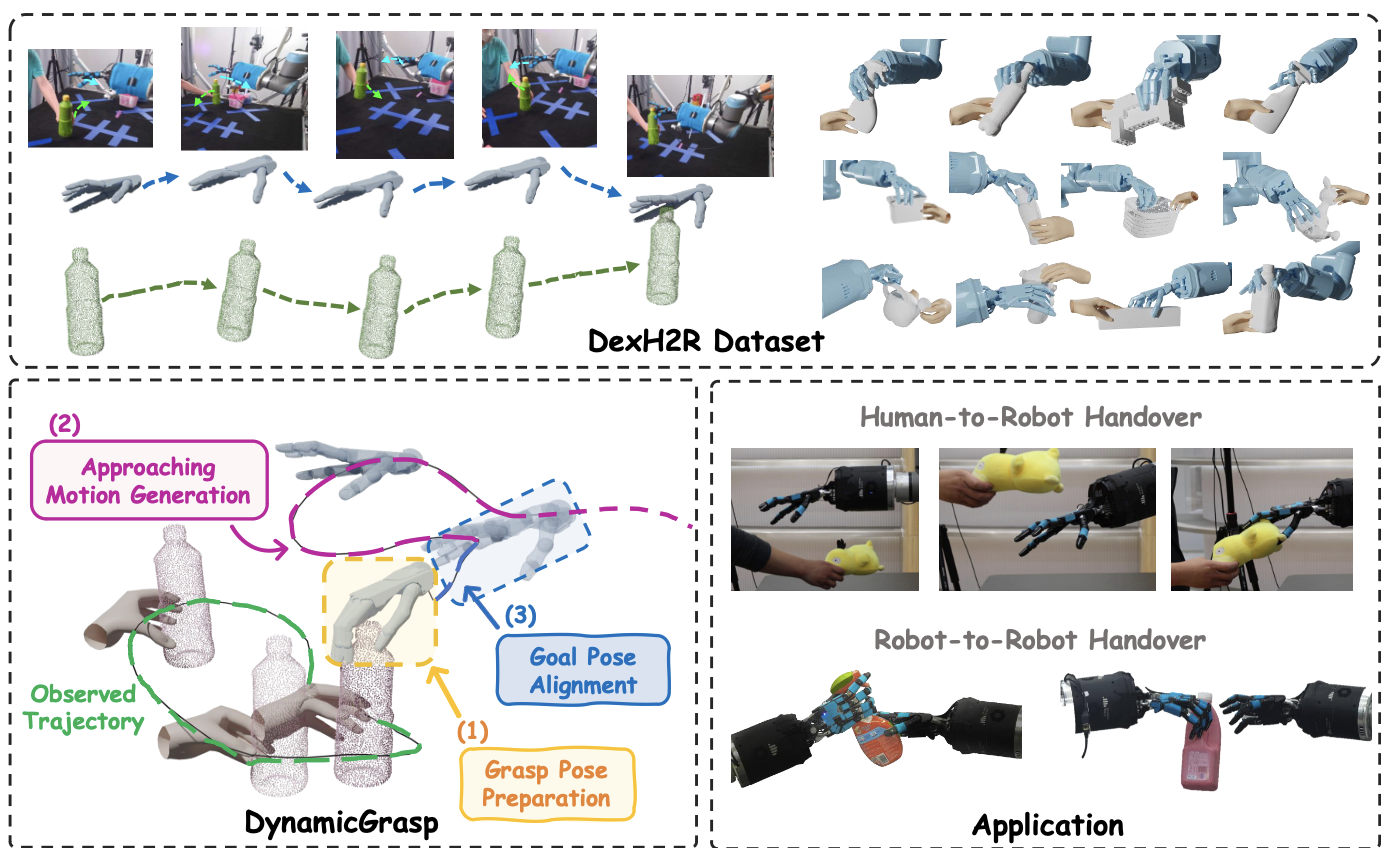 DexH2R Dataset
(2)
Approaching
Motion Generation
Observed
Trajectory
(3)
Goal Pose
Alignment
(1)
Grasp Pose
Preparation
DynamicGrasp
Human-to-Robot Handover
Robot-to-Robot Handover
Application